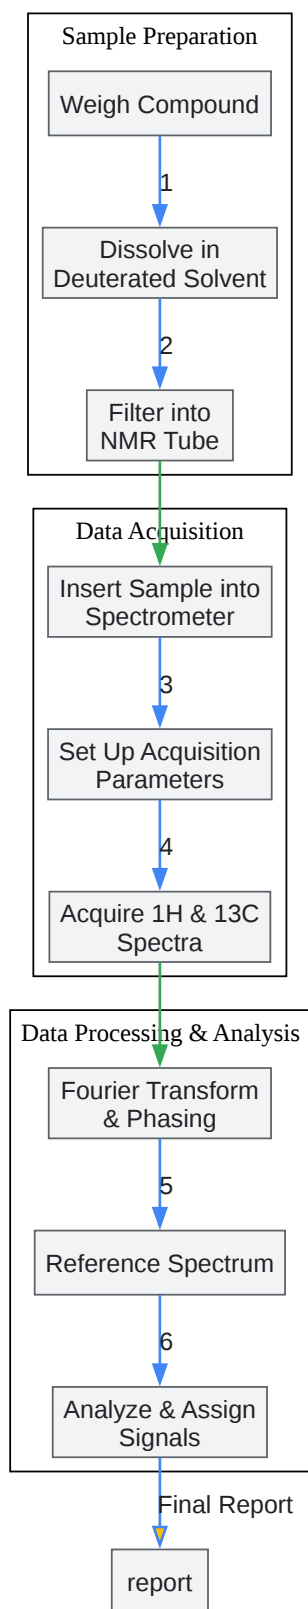 Sample Preparation
Weigh Compound
1
Dissolve in
Deuterated Solvent
2
Filter into
NMR Tube
Data Acquisition
Insert Sample into
Spectrometer
3
Set Up Acquisition
Parameters
4
Acquire 1H & 13C
Spectra
Data Processing & Analysis
Fourier Transform
& Phasing
5
Reference Spectrum
6
Analyze & Assign
Signals
Final Report
report